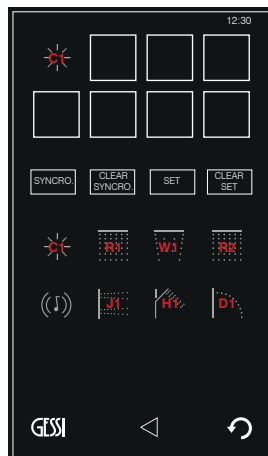 12:30
C1
SYNCRO. CLEAR SYNCRO. SET CLEAR SET
C1 R1 W1 R2
J1 H1 D1
GESSI